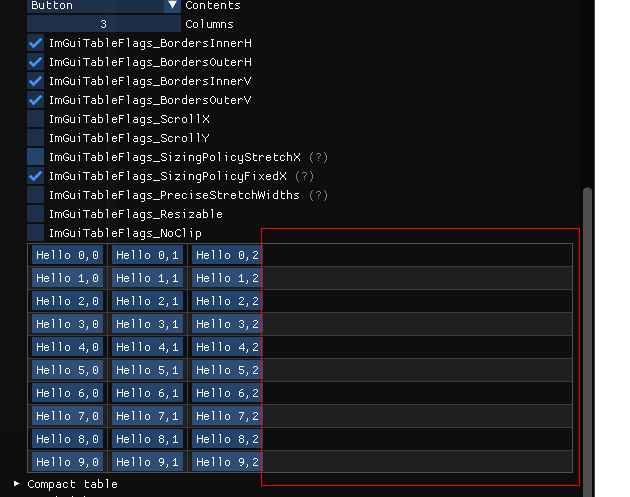 Button Contents
3 Columns
ImGuiTableFlags_BordersInnerH
ImGuiTableFlags_BordersOuterH
ImGuiTableFlags_BordersInnerV
ImGuiTableFlags_BordersOuterV
ImGuiTableFlags_ScrollX
ImGuiTableFlags_ScrollY
ImGuiTableFlags_SizingPolicyStretchX (?)
ImGuiTableFlags_SizingPolicyFixedX (?)
ImGuiTableFlags_PreciseStretchWidths (?)
ImGuiTableFlags_Resizable
ImGuiTableFlags_NoClip
Hello 0,0 Hello 0,1 Hello 0,2
Hello 1,0 Hello 1,1 Hello 1,2
Hello 2,0 Hello 2,1 Hello 2,2
Hello 3,0 Hello 3,1 Hello 3,2
Hello 4,0 Hello 4,1 Hello 4,2
Hello 5,0 Hello 5,1 Hello 5,2
Hello 6,0 Hello 6,1 Hello 6,2
Hello 7,0 Hello 7,1 Hello 7,2
Hello 8,0 Hello 8,1 Hello 8,2
Hello 9,0 Hello 9,1 Hello 9,2
Compact table